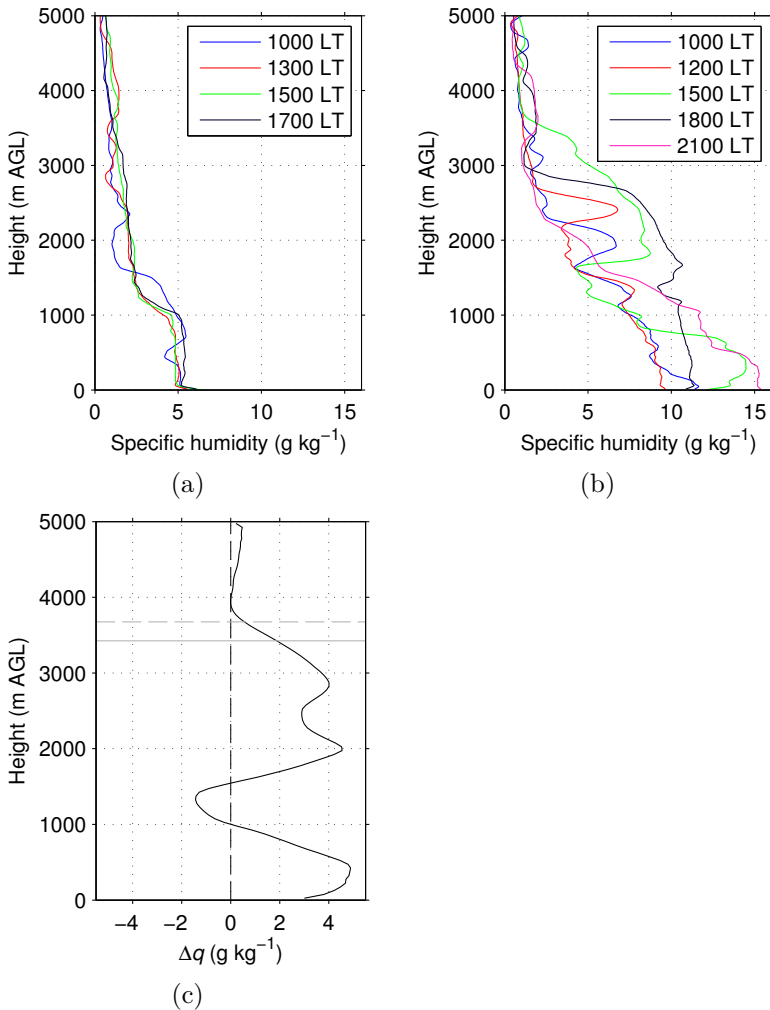 5000
4000
3000
2000
1000
0
Height (m AGL)
0 5 10 15
Specific humidity (g kg⁻¹)
1000 LT
1300 LT
1500 LT
1700 LT
(a)
5000
4000
3000
2000
1000
0
Height (m AGL)
0 5 10 15
Specific humidity (g kg⁻¹)
1000 LT
1200 LT
1500 LT
1800 LT
2100 LT
(b)
5000
4000
3000
2000
1000
0
Height (m AGL)
−4 −2 0 2 4
Δq (g kg⁻¹)
(c)